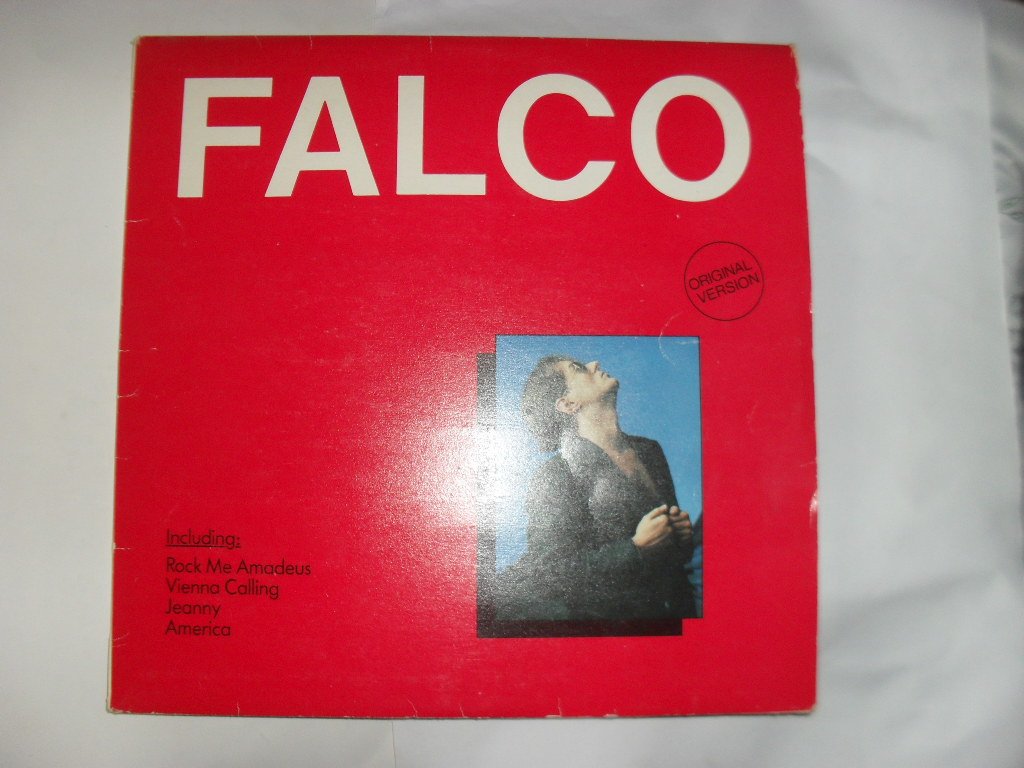 FALCO
ORIGINAL
VERSION
Including:
Rock Me Amadeus
Vienna Calling
Jeanny
America